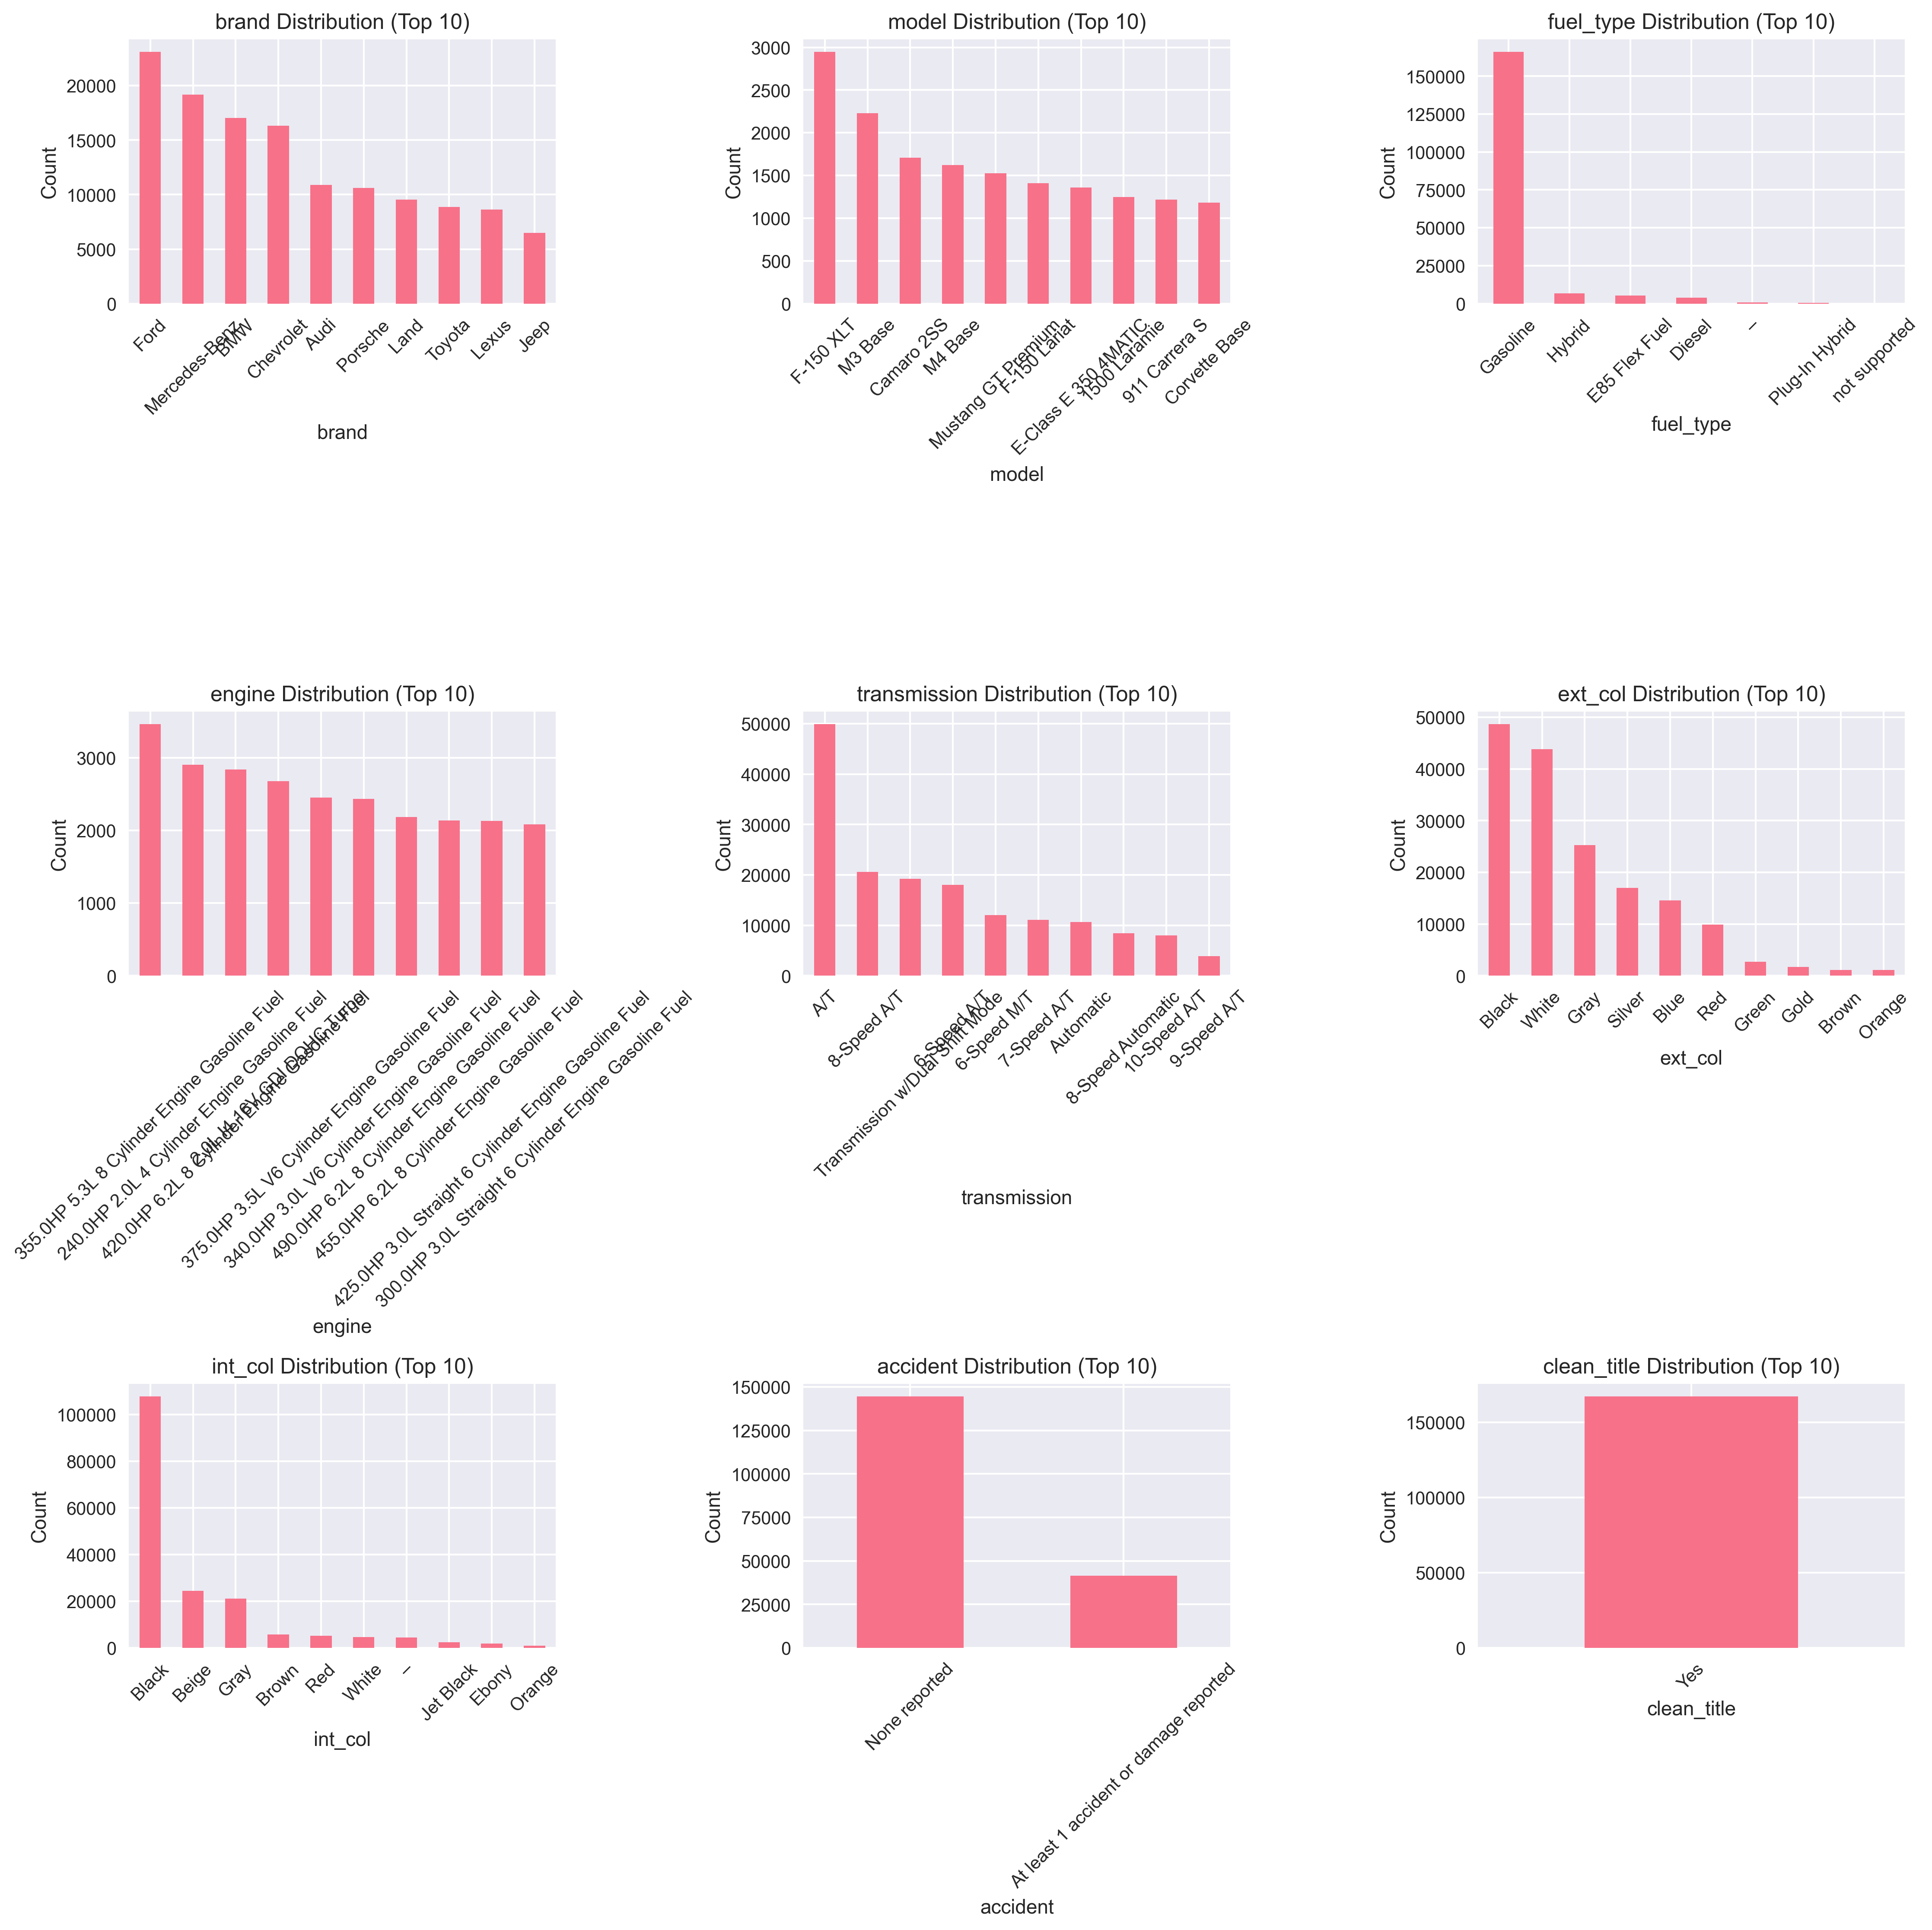 brand Distribution (Top 10)
Count
20000
15000
10000
5000
0
Ford
Mercedes-Benz
BMW
Chevrolet
Audi
Porsche
Land
Toyota
Lexus
Jeep
brand
model Distribution (Top 10)
Count
3000
2500
2000
1500
1000
500
0
F-150 XLT
M3 Base
Camaro 2SS
M4 Base
Mustang GT Premium
F-150 Lariat
E-Class E 350 4MATIC
1500 Laramie
911 Carrera S
Corvette Base
model
fuel_type Distribution (Top 10)
Count
150000
125000
100000
75000
50000
25000
0
Gasoline
Hybrid
E85 Flex Fuel
Diesel
–
Plug-In Hybrid
not supported
fuel_type
engine Distribution (Top 10)
Count
3000
2000
1000
0
355.0HP 5.3L 8 Cylinder Engine Gasoline Fuel
240.0HP 2.0L 4 Cylinder Engine Gasoline Fuel
420.0HP 6.2L 8 Cylinder Engine Gasoline Fuel
2.0L I4 16V GDI DOHC Turbo
375.0HP 3.5L V6 Cylinder Engine Gasoline Fuel
340.0HP 3.0L V6 Cylinder Engine Gasoline Fuel
490.0HP 6.2L 8 Cylinder Engine Gasoline Fuel
455.0HP 6.2L 8 Cylinder Engine Gasoline Fuel
425.0HP 3.0L Straight 6 Cylinder Engine Gasoline Fuel
300.0HP 3.0L Straight 6 Cylinder Engine Gasoline Fuel
engine
transmission Distribution (Top 10)
Count
50000
40000
30000
20000
10000
0
A/T
8-Speed A/T
Transmission w/Dual Shift Mode
6-Speed A/T
6-Speed M/T
7-Speed A/T
Automatic
8-Speed Automatic
10-Speed A/T
9-Speed A/T
transmission
ext_col Distribution (Top 10)
Count
50000
40000
30000
20000
10000
0
Black
White
Gray
Silver
Blue
Red
Green
Gold
Brown
Orange
ext_col
int_col Distribution (Top 10)
Count
100000
80000
60000
40000
20000
0
Black
Beige
Gray
Brown
Red
White
–
Jet Black
Ebony
Orange
int_col
accident Distribution (Top 10)
Count
150000
125000
100000
75000
50000
25000
0
None reported
At least 1 accident or damage reported
accident
clean_title Distribution (Top 10)
Count
150000
100000
50000
0
Yes
clean_title